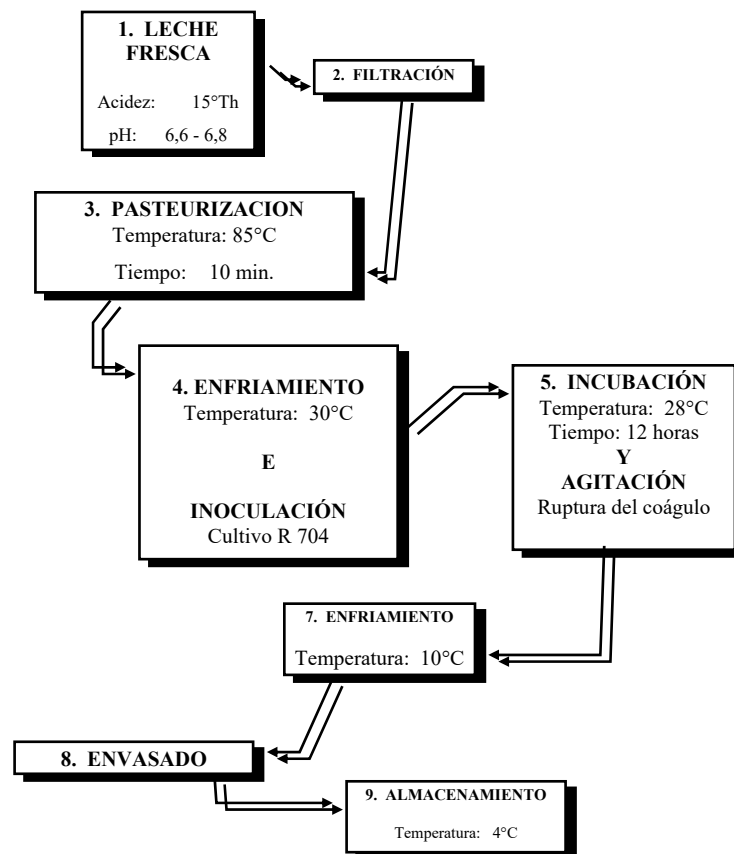 1. LECHE
FRESCA
Acidez: 15°Th
pH: 6,6 - 6,8
2. FILTRACIÓN
3. PASTEURIZACION
Temperatura: 85°C
Tiempo: 10 min.
4. ENFRIAMIENTO
Temperatura: 30°C
E
INOCULACIÓN
Cultivo R 704
5. INCUBACIÓN
Temperatura: 28°C
Tiempo: 12 horas
Y
AGITACIÓN
Ruptura del coágulo
7. ENFRIAMIENTO
Temperatura: 10°C
8. ENVASADO
9. ALMACENAMIENTO
Temperatura: 4°C